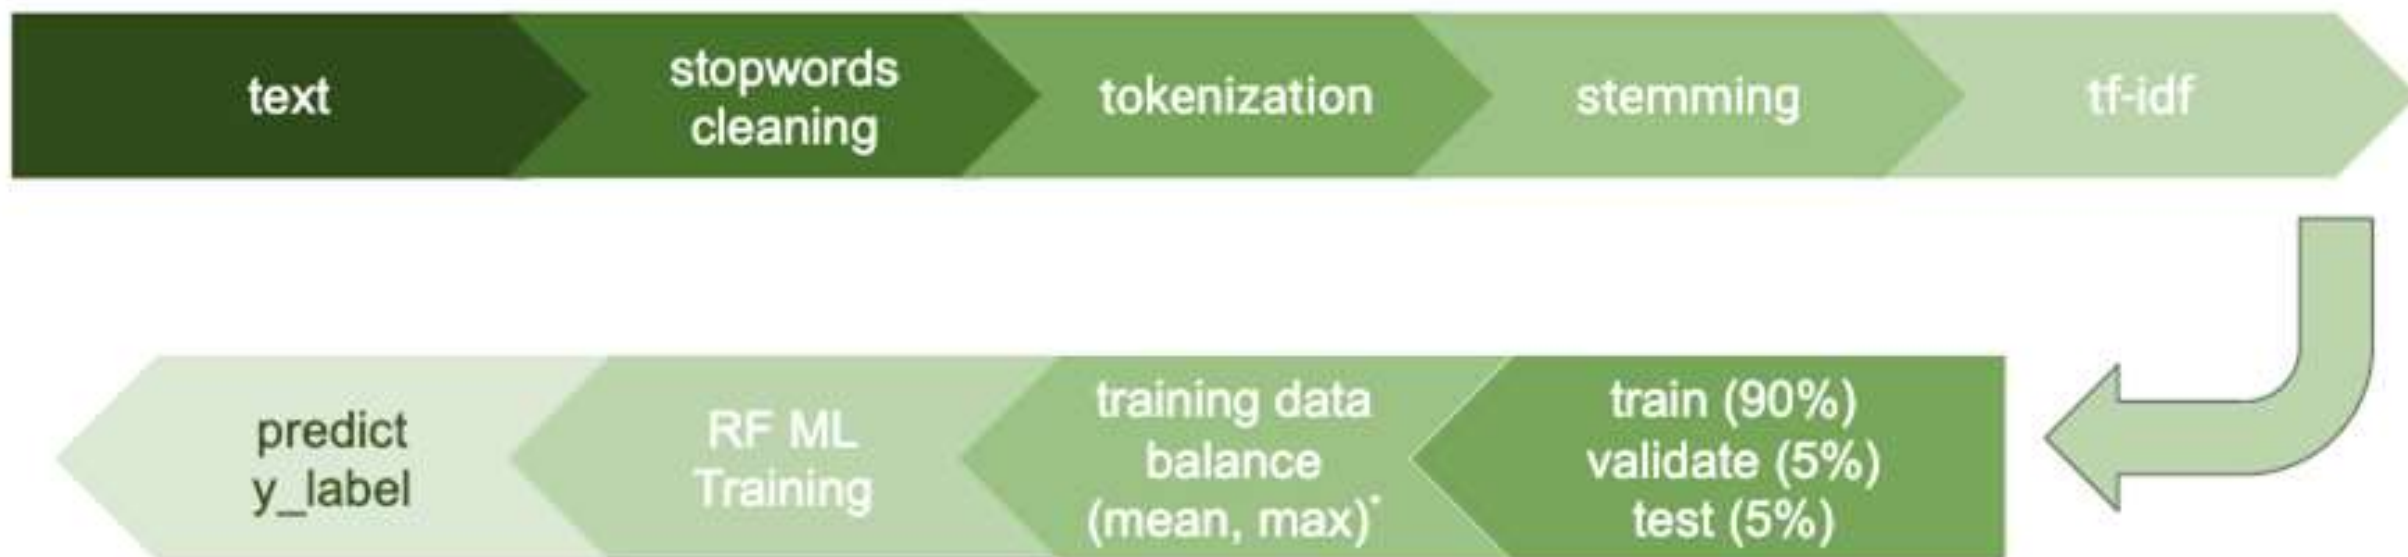 text
stopwords
cleaning
tokenization
stemming
tf-idf
train (90%)
validate (5%)
test (5%)
training data
balance
(mean, max)*
RF ML
Training
predict
y_label